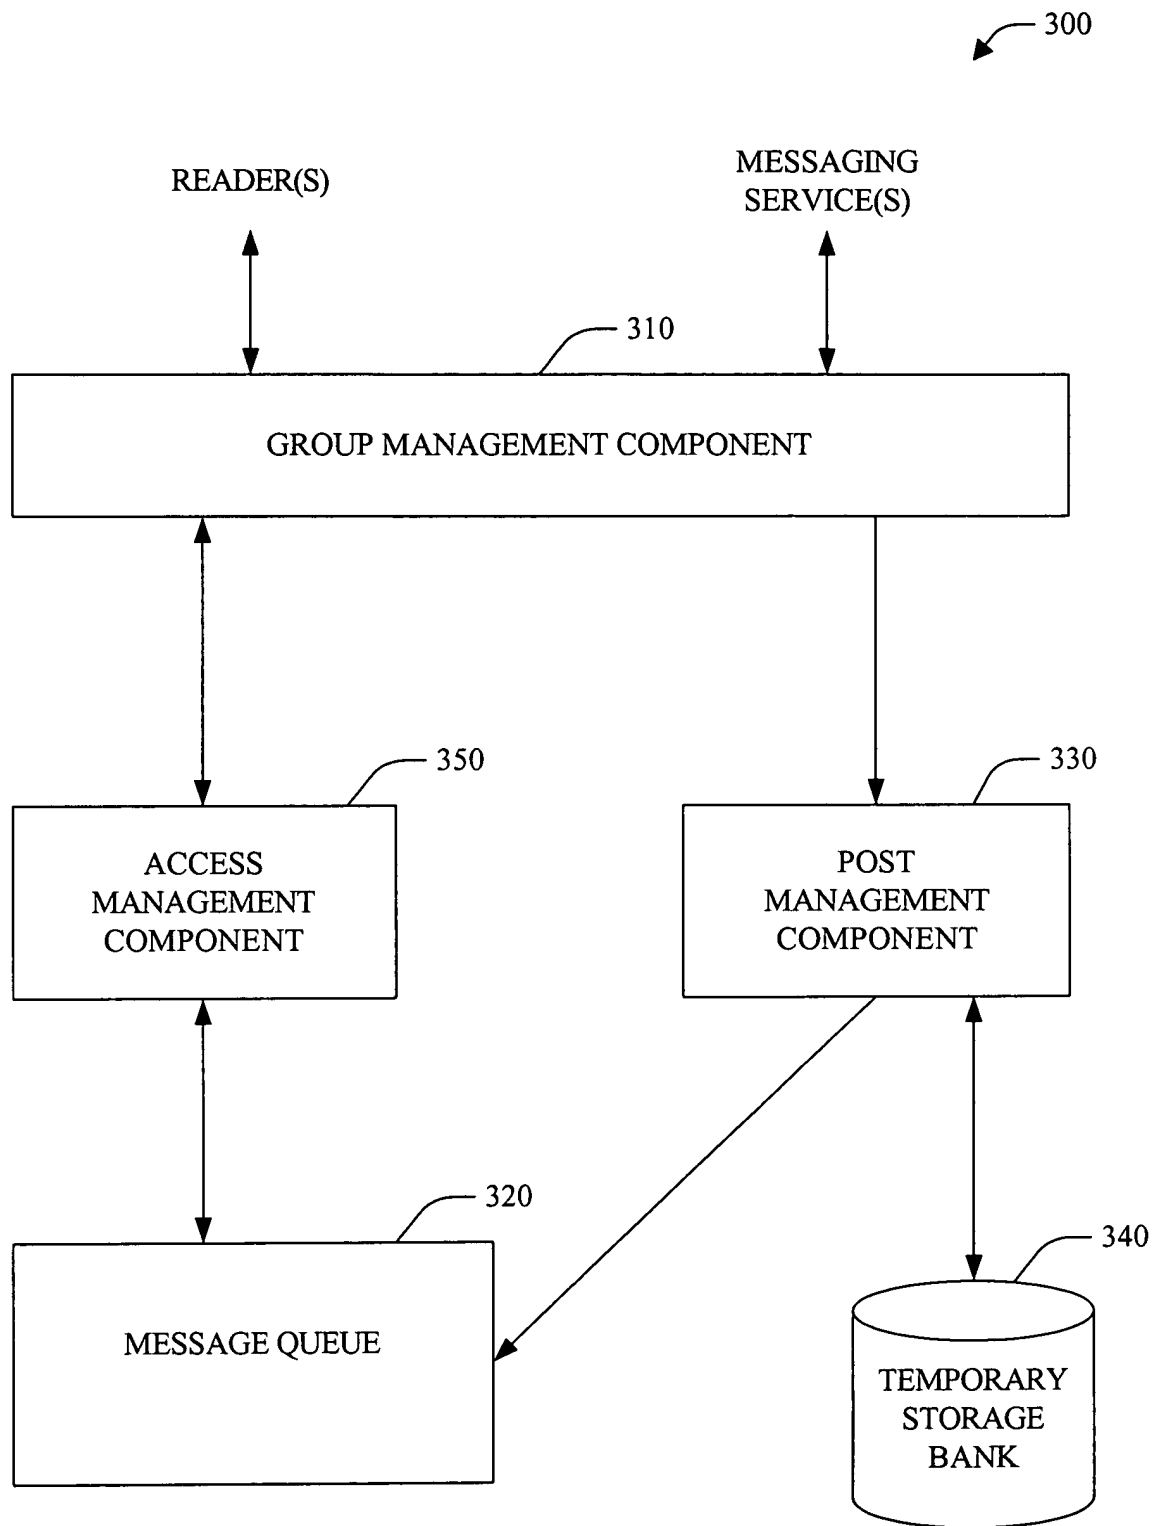 300
READER(S)
MESSAGING
SERVICE(S)
310
GROUP MANAGEMENT COMPONENT
350
330
ACCESS
MANAGEMENT
COMPONENT
POST
MANAGEMENT
COMPONENT
320
340
MESSAGE QUEUE
TEMPORARY
STORAGE
BANK